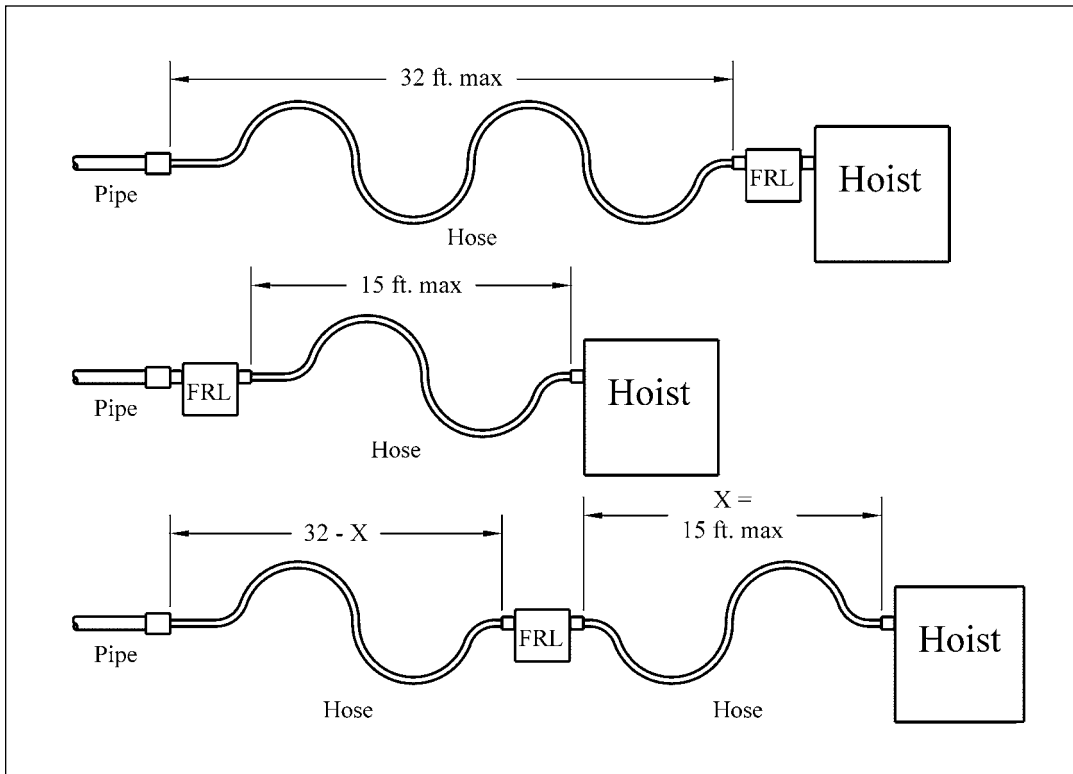 32 ft. max
Pipe
Hose
FRL
Hoist
15 ft. max
Pipe
FRL
Hose
Hoist
32 - X
X =
15 ft. max
Pipe
Hose
FRL
Hose
Hoist